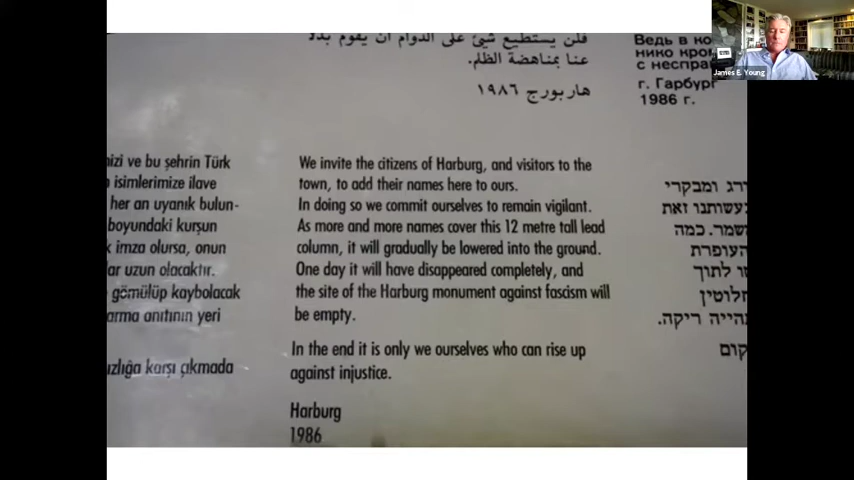 فلن يستطيع شيئ على الدوام أن يقوم بدلا
عنا بمناهضة الظلم.
هاربورج ١٩٨٦
Ведь в ко
нико кро
с неспра
г. Гарбург
1986 г.
James E. Young
izi ve bu şehrin Türk
isimlerimize ilave
her an uyanık bulun-
boyundaki kurşun
k imza olursa, onun
ar uzun olacaktır.
gömülüp kaybolacak
arma anıtının yeri
ızlığa karşı çıkmada
We invite the citizens of Harburg, and visitors to the
town, to add their names here to ours.
In doing so we commit ourselves to remain vigilant.
As more and more names cover this 12 metre tall lead
column, it will gradually be lowered into the ground.
One day it will have disappeared completely, and
the site of the Harburg monument against fascism will
be empty.
In the end it is only we ourselves who can rise up
against injustice.
Harburg
1986
ורג ומבקרי
בעשותנו זאת
שמר. כמה
העופרת
ו לתוך
חלוטין
תהייה ריקה.
קום